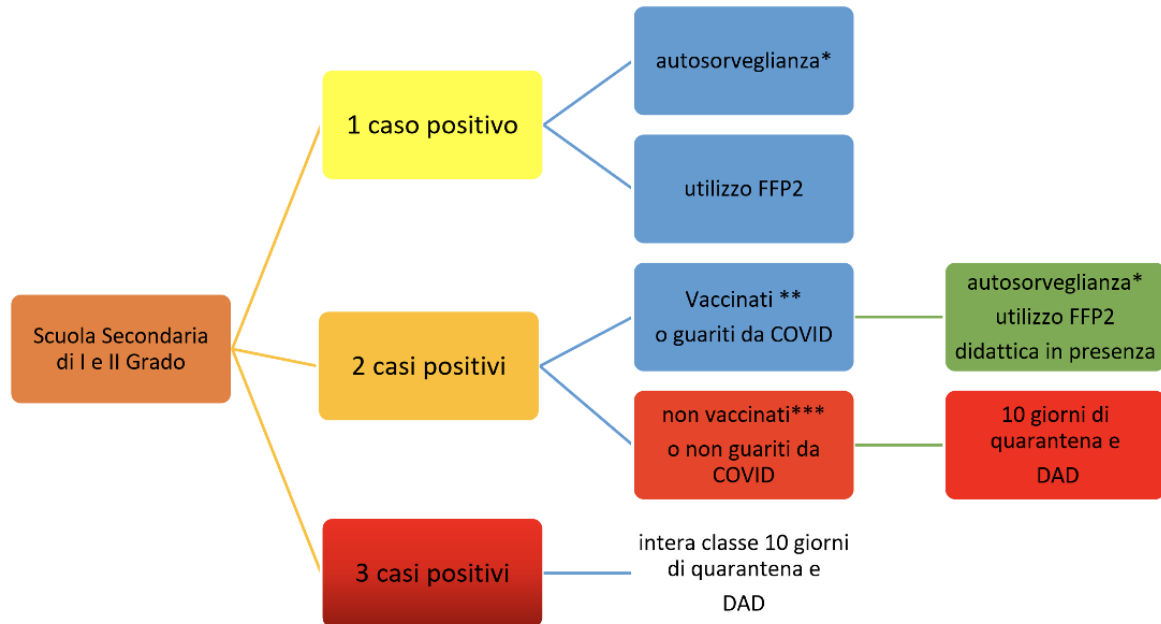 Scuola Secondaria
di I e II Grado
1 caso positivo
autosorveglianza*
utilizzo FFP2
2 casi positivi
Vaccinati **
o guariti da COVID
autosorveglianza*
utilizzo FFP2
didattica in presenza
non vaccinati***
o non guariti da
COVID
10 giorni di
quarantena e
DAD
3 casi positivi
intera classe 10 giorni
di quarantena e
DAD